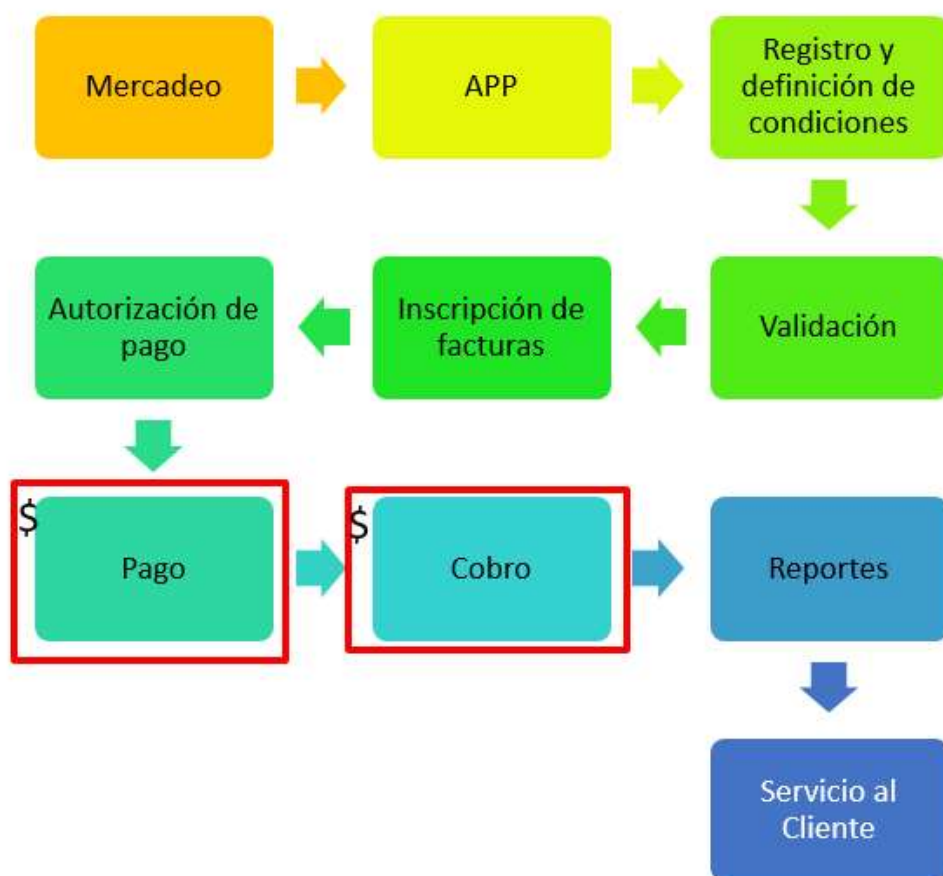 Mercadeo
APP
Registro y
definición de
condiciones
Validación
Inscripción de
facturas
Autorización de
pago
$
Pago
$
Cobro
Reportes
Servicio al
Cliente